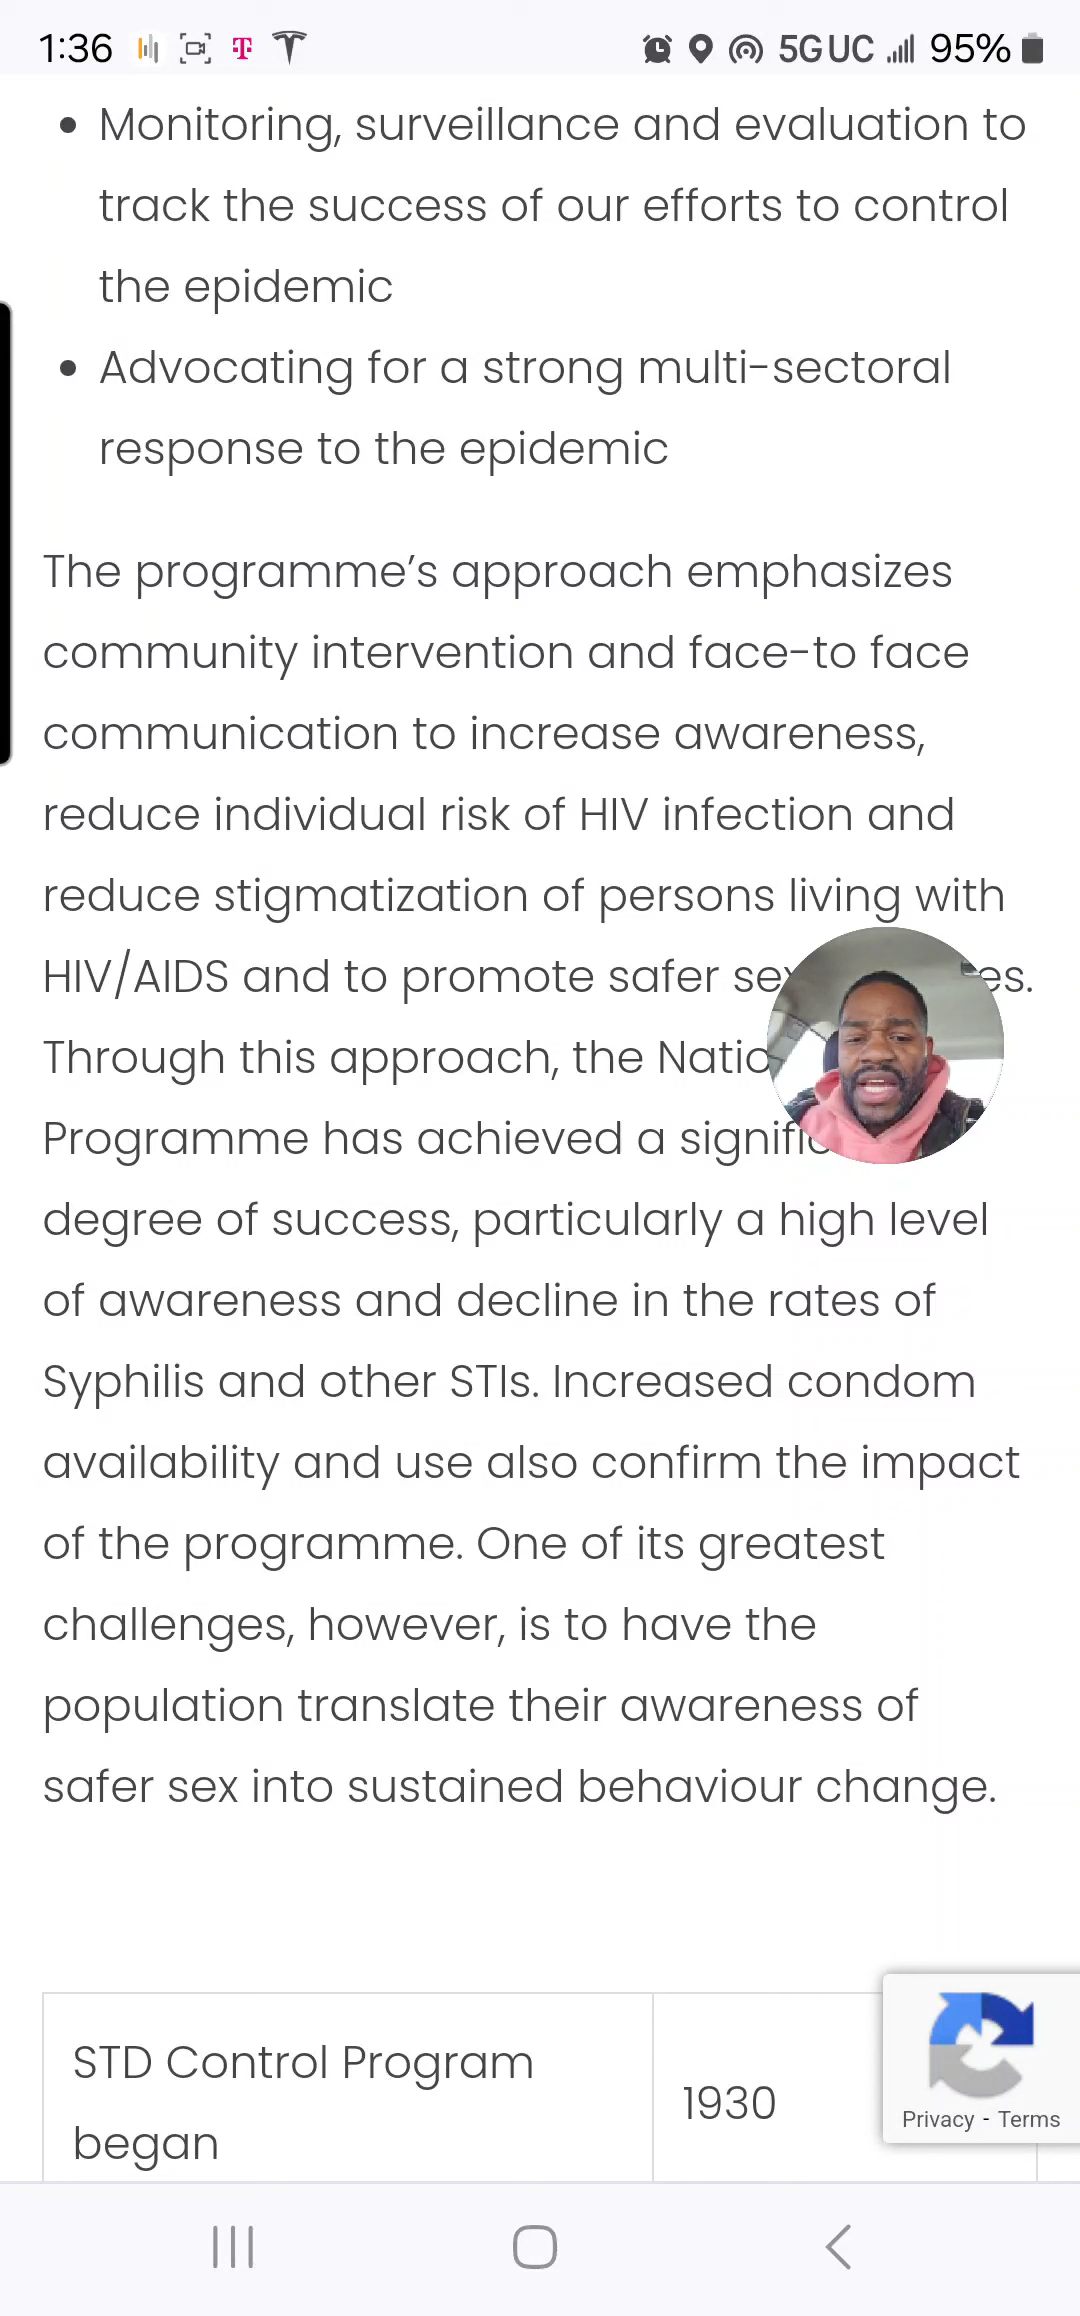 1:36 T 5G UC 95%
• Monitoring, surveillance and evaluation to
track the success of our efforts to control
the epidemic
• Advocating for a strong multi-sectoral
response to the epidemic
The programme’s approach emphasizes
community intervention and face-to face
communication to increase awareness,
reduce individual risk of HIV infection and
reduce stigmatization of persons living with
HIV/AIDS and to promote safer
Through this approach, the
Programme has achieved a
degree of success, particularly a high level
of awareness and decline in the rates of
Syphilis and other STIs. Increased condom
availability and use also confirm the impact
of the programme. One of its greatest
challenges, however, is to have the
population translate their awareness of
safer sex into sustained behaviour change.
STD Control Program
began
1930
Privacy - Terms